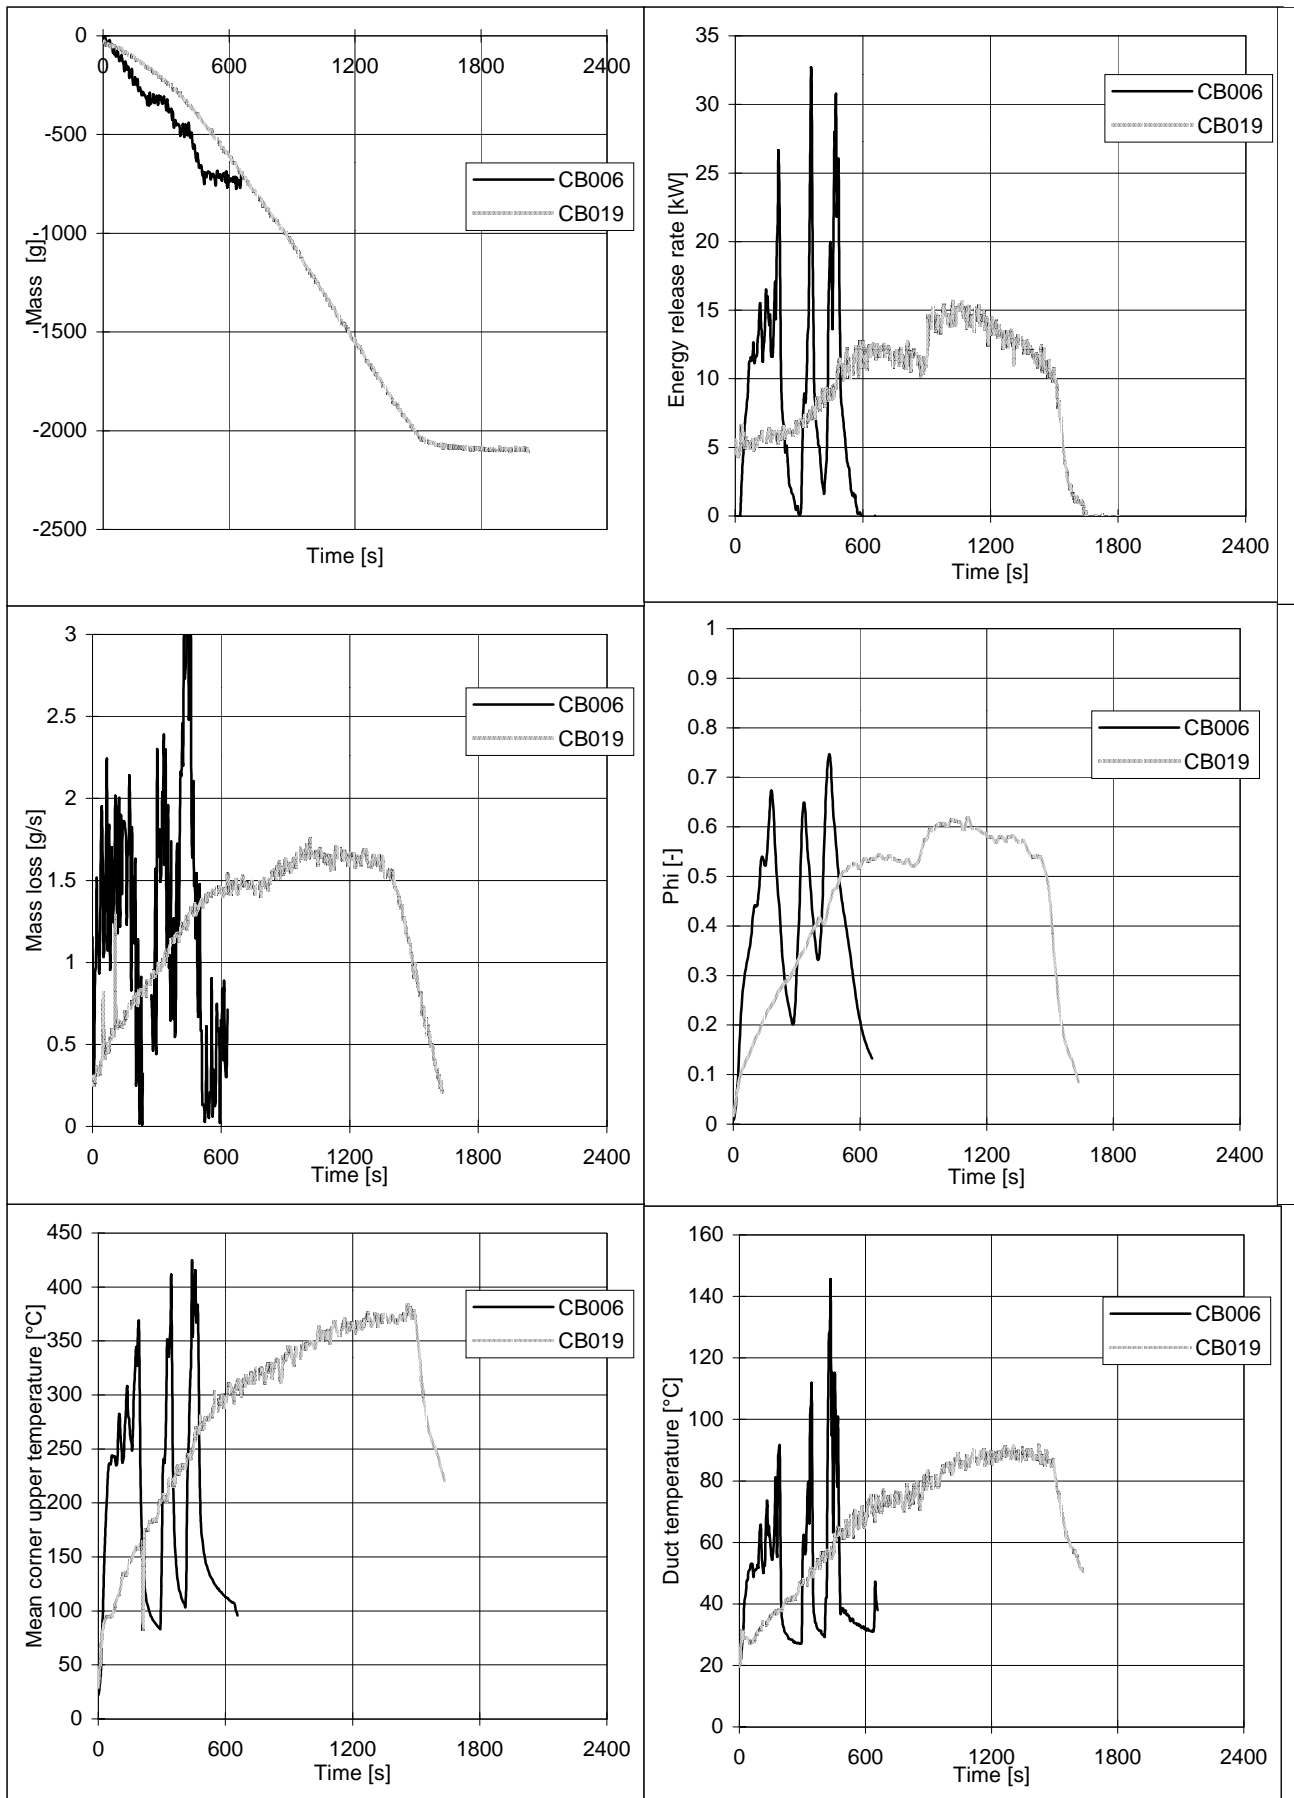 0
-500
-1000
-1500
-2000
-2500
Mass [g]
0 600 1200 1800 2400
Time [s]
CB006
CB019
35
30
25
20
15
10
5
0
Energy release rate [kW]
0 600 1200 1800 2400
Time [s]
CB006
CB019
3
2.5
2
1.5
1
0.5
0
Mass loss [g/s]
0 600 1200 1800 2400
Time [s]
CB006
CB019
1
0.9
0.8
0.7
0.6
0.5
0.4
0.3
0.2
0.1
0
Phi [-]
0 600 1200 1800 2400
Time [s]
CB006
CB019
450
400
350
300
250
200
150
100
50
0
Mean corner upper temperature [°C]
0 600 1200 1800 2400
Time [s]
CB006
CB019
160
140
120
100
80
60
40
20
0
Duct temperature [°C]
0 600 1200 1800 2400
Time [s]
CB006
CB019